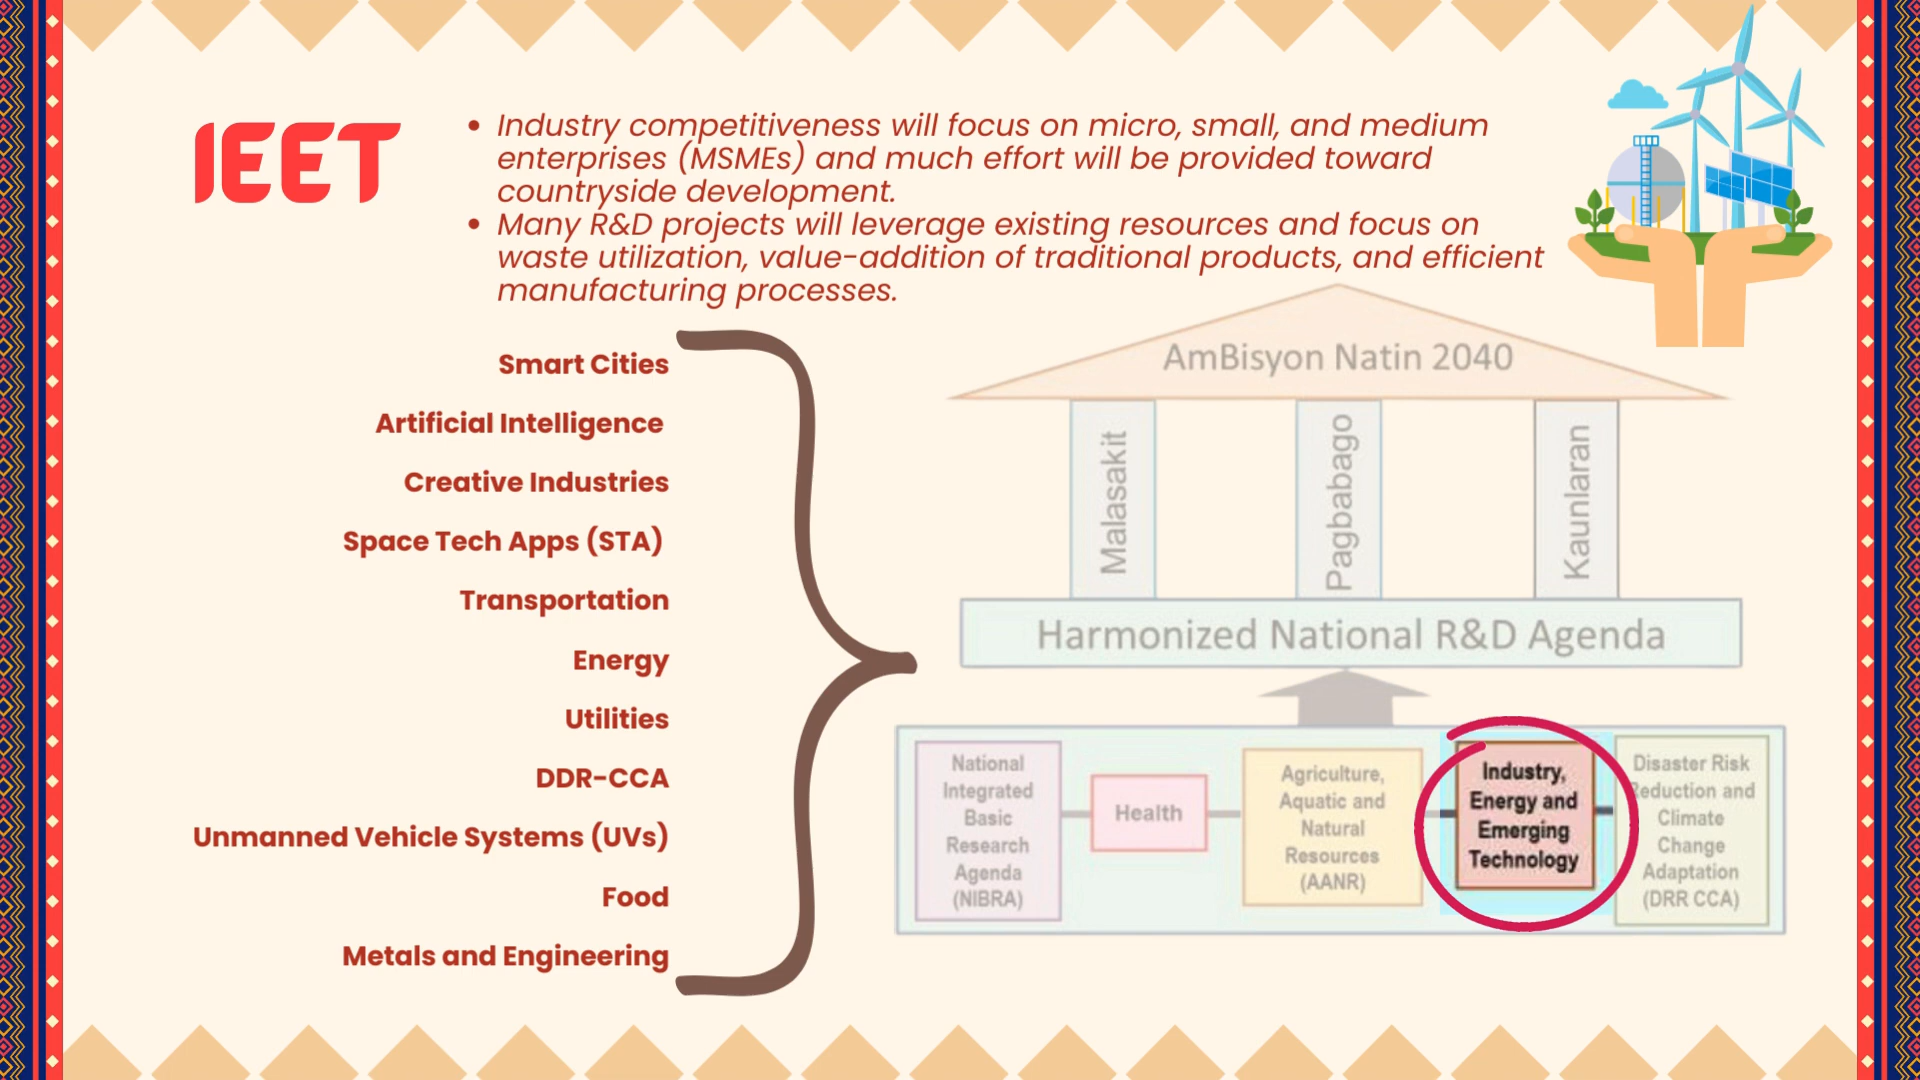 IEET
• Industry competitiveness will focus on micro, small, and medium
enterprises (MSMEs) and much effort will be provided toward
countryside development.
• Many R&D projects will leverage existing resources and focus on
waste utilization, value-addition of traditional products, and efficient
manufacturing processes.
Smart Cities
Artificial Intelligence
Creative Industries
Space Tech Apps (STA)
Transportation
Energy
Utilities
DDR-CCA
Unmanned Vehicle Systems (UVs)
Food
Metals and Engineering
AmBisyon Natin 2040
Malasakit
Pagbabago
Kaunlaran
Harmonized National R&D Agenda
National
Integrated
Basic
Research
Agenda
(NIBRA)
Health
Agriculture,
Aquatic and
Natural
Resources
(AANR)
Industry,
Energy and
Emerging
Technology
Disaster Risk
Reduction and
Climate
Change
Adaptation
(DRR CCA)